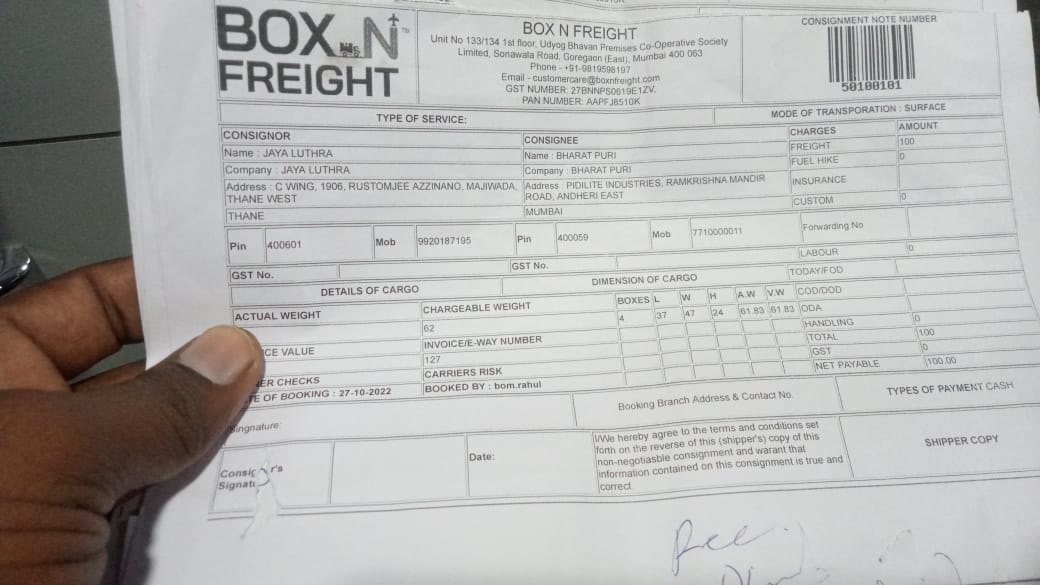 BOX N™
FREIGHT
BOX N FREIGHT
Unit No 133/134 1st floor, Udyog Bhavan Premises Co-Operative Society
Limited, Sonawala Road, Goregaon (East), Mumbai 400 063
Phone - +91-9819598197
Email - customercare@boxnfreight.com
GST NUMBER: 27BNNPS0619E1ZV.
PAN NUMBER: AAPFJ8510K
CONSIGNMENT NOTE NUMBER
50100101
TYPE OF SERVICE:
MODE OF TRANSPORATION : SURFACE
CONSIGNOR
CONSIGNEE
CHARGES AMOUNT
Name : JAYA LUTHRA
Name : BHARAT PURI
FREIGHT 100
Company : JAYA LUTHRA
Company : BHARAT PURI
FUEL HIKE 0
Address : C WING, 1906, RUSTOMJEE AZZINANO, MAJIWADA,
THANE WEST
Address : PIDILITE INDUSTRIES, RAMKRISHNA MANDIR
ROAD, ANDHERI EAST
INSURANCE
THANE
MUMBAI
CUSTOM 0
Pin 400601 Mob 9920187195 Pin 400059 Mob 7710000011 Forwarding No
GST No. GST No.
LABOUR 0
DETAILS OF CARGO
DIMENSION OF CARGO
TODAY/FOD
ACTUAL WEIGHT
CHARGEABLE WEIGHT
BOXES L W H A.W V.W COD/DOD
62
4 37 47 24 61.83 61.83 ODA
CE VALUE
INVOICE/E-WAY NUMBER
HANDLING 0
127
TOTAL 100
ER CHECKS
CARRIERS RISK
GST 0
E OF BOOKING : 27-10-2022
BOOKED BY : bom.rahul
NET PAYABLE 100.00
Singnature:
Booking Branch Address & Contact No.
TYPES OF PAYMENT CASH
Consig r's
Signat
Date:
I/We hereby agree to the terms and conditions set
forth on the reverse of this (shipper's) copy of this
non-negotiasble consignment and warant that
information contained on this consignment is true and
correct
SHIPPER COPY
Rec